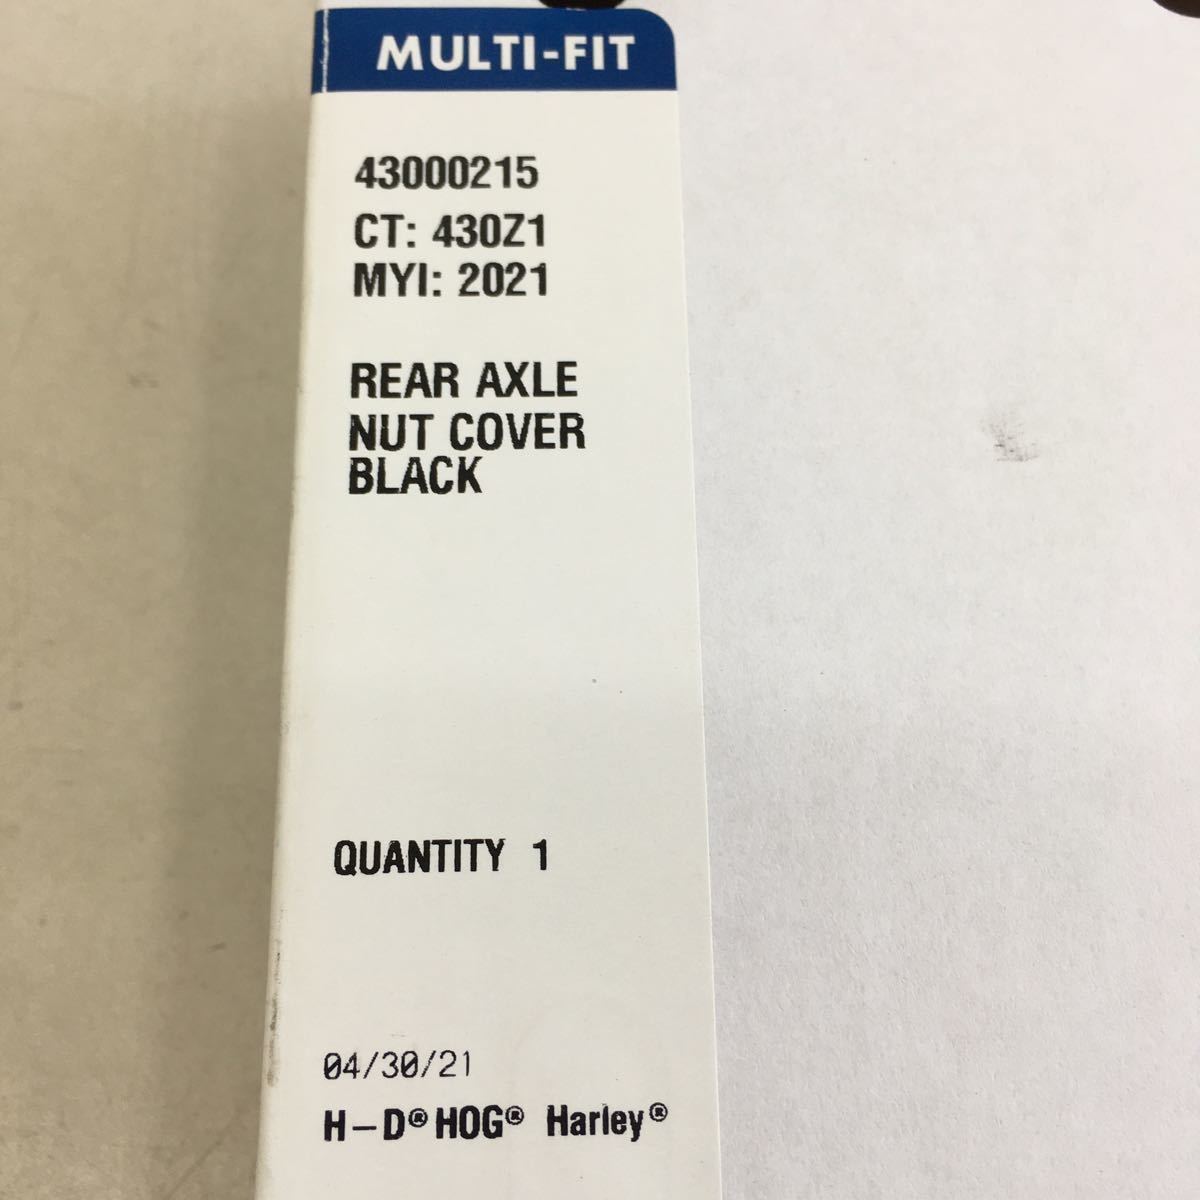 MULTI-FIT
43000215
CT: 430Z1
MYI: 2021
REAR AXLE
NUT COVER
BLACK
QUANTITY 1
04/30/21
H-D® HOG® Harley®